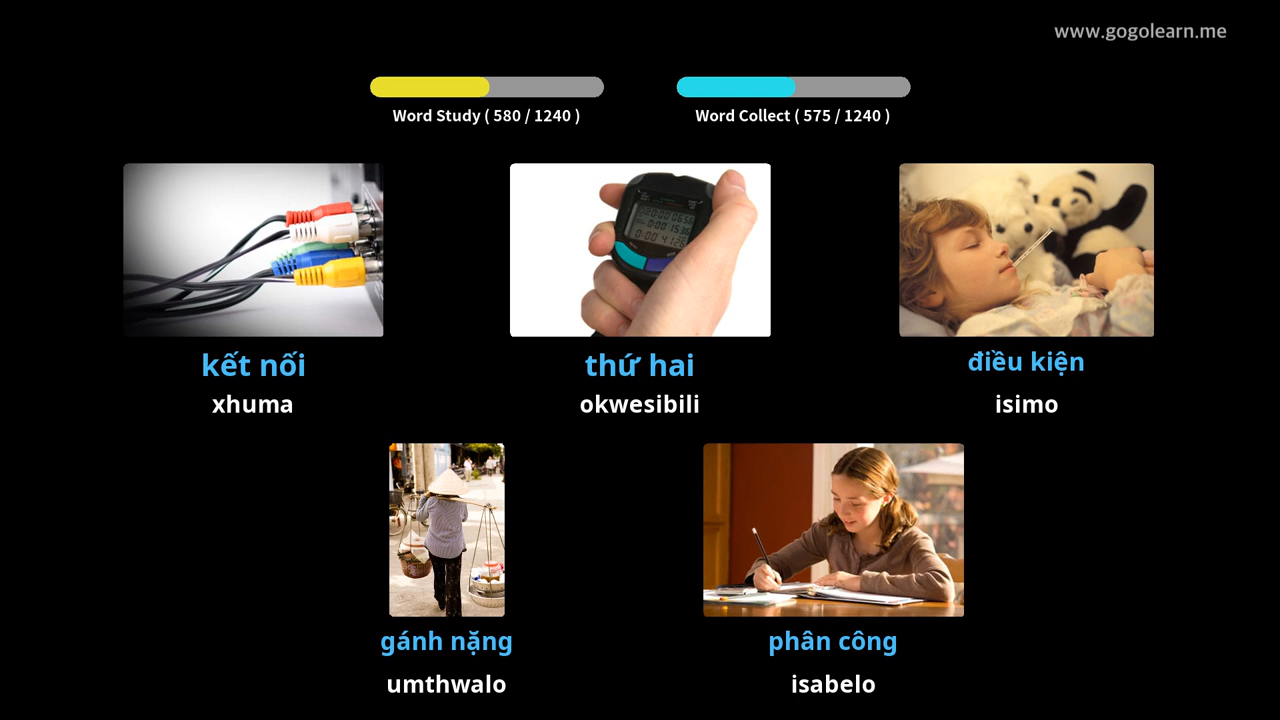 www.gogolearn.me
Word Study ( 580 / 1240 )
Word Collect ( 575 / 1240 )
kết nối
thứ hai
điều kiện
xhuma
okwesibili
isimo
gánh nặng
phân công
umthwalo
isabelo